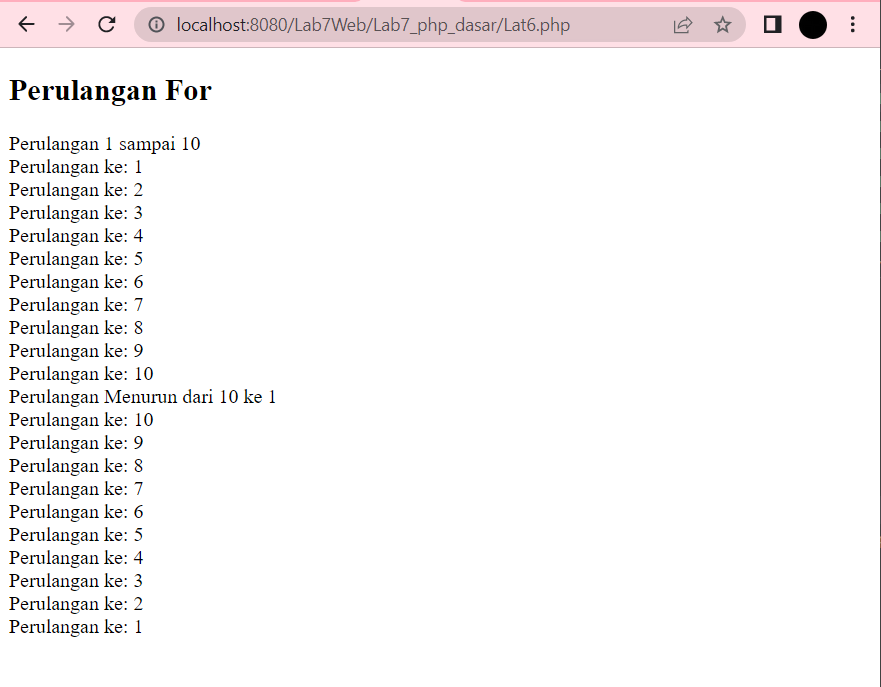 localhost:8080/Lab7Web/Lab7_php_dasar/Lat6.php
Perulangan For
Perulangan 1 sampai 10
Perulangan ke: 1
Perulangan ke: 2
Perulangan ke: 3
Perulangan ke: 4
Perulangan ke: 5
Perulangan ke: 6
Perulangan ke: 7
Perulangan ke: 8
Perulangan ke: 9
Perulangan ke: 10
Perulangan Menurun dari 10 ke 1
Perulangan ke: 10
Perulangan ke: 9
Perulangan ke: 8
Perulangan ke: 7
Perulangan ke: 6
Perulangan ke: 5
Perulangan ke: 4
Perulangan ke: 3
Perulangan ke: 2
Perulangan ke: 1